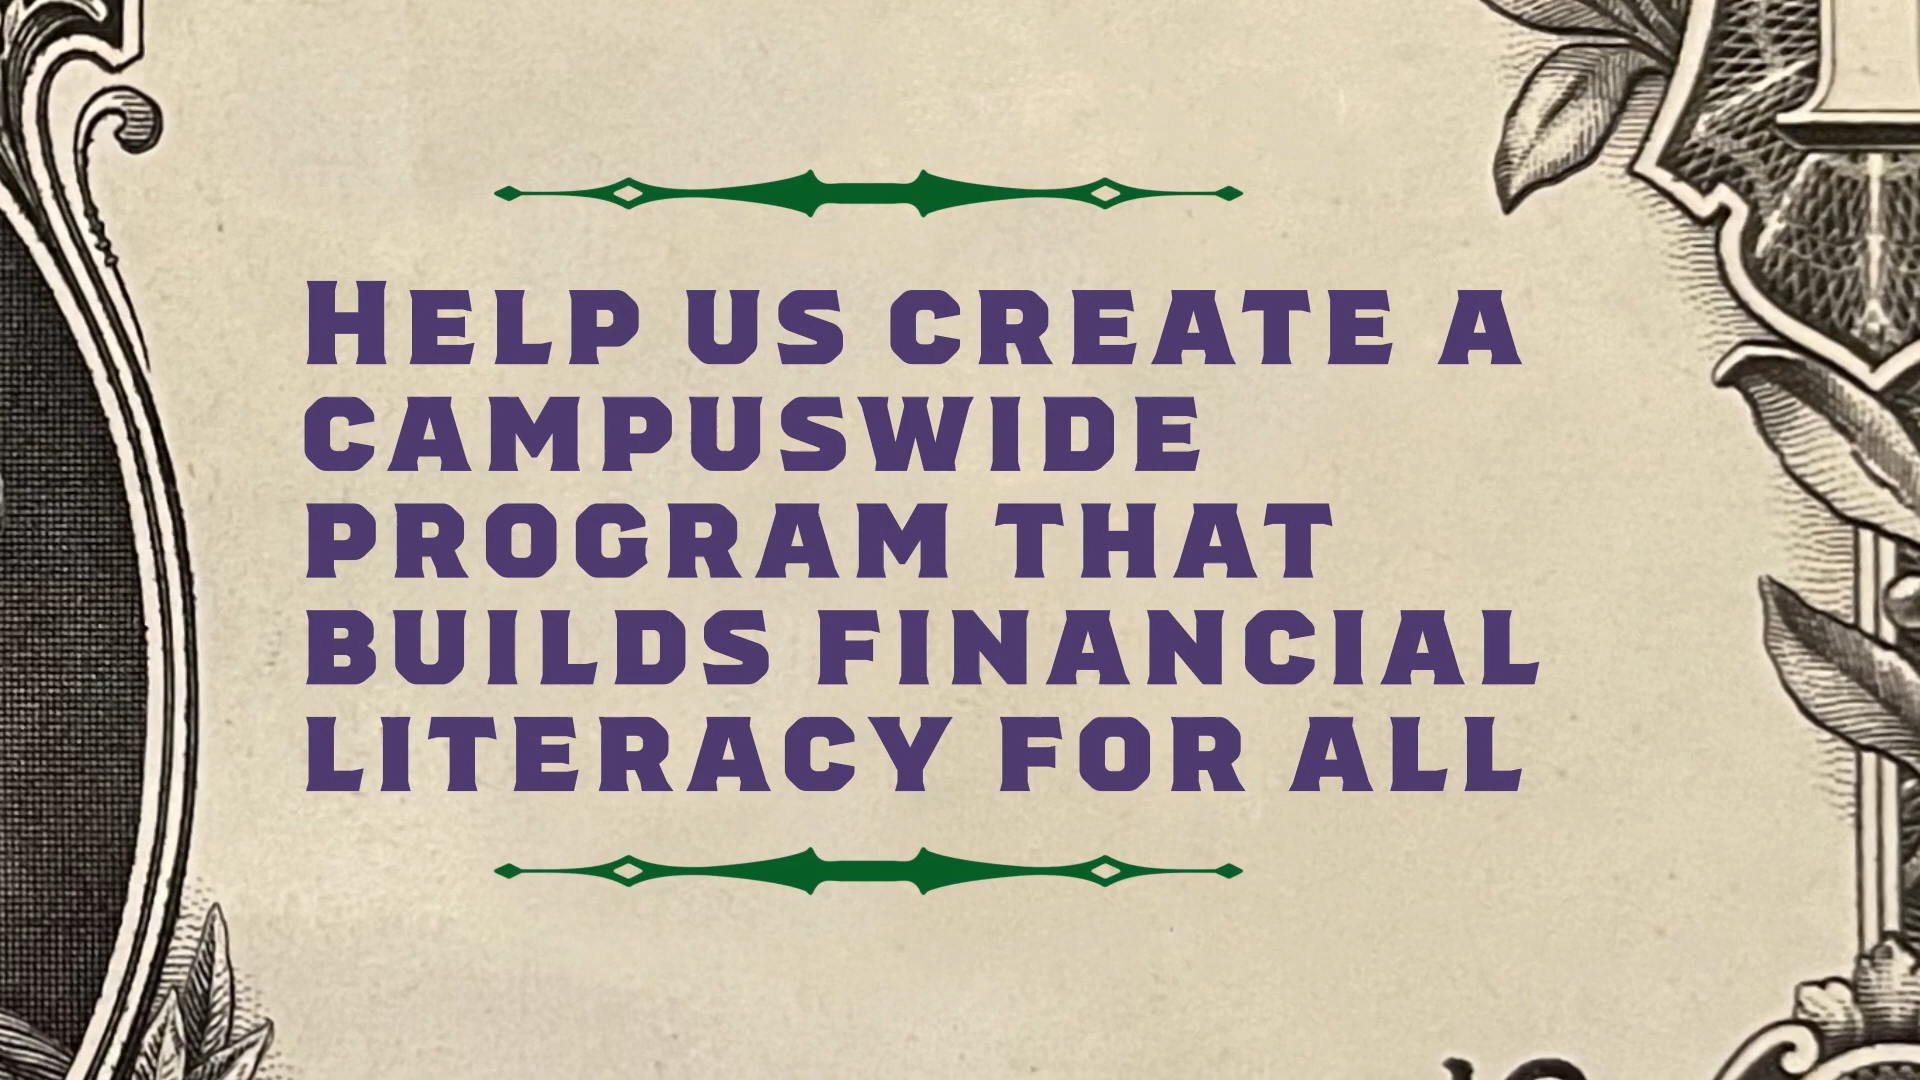 Help us create a
campuswide
program that
builds financial
literacy for all